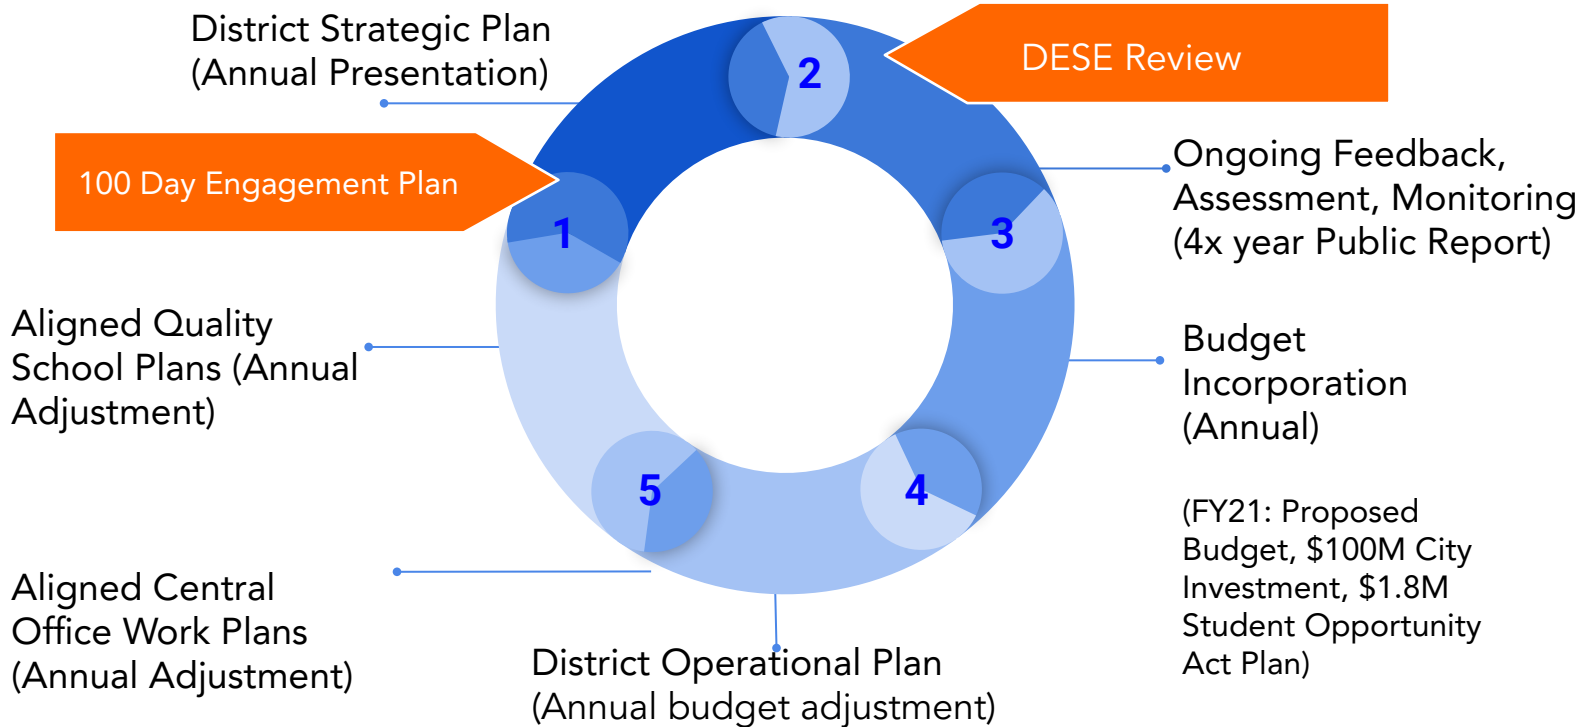 District Strategic Plan
(Annual Presentation)
2
DESE Review
100 Day Engagement Plan
1
3
Ongoing Feedback,
Assessment, Monitoring
(4x year Public Report)
Aligned Quality
School Plans (Annual
Adjustment)
Budget
Incorporation
(Annual)
(FY21: Proposed
Budget, $100M City
Investment, $1.8M
Student Opportunity
Act Plan)
5
4
Aligned Central
Office Work Plans
(Annual Adjustment)
District Operational Plan
(Annual budget adjustment)